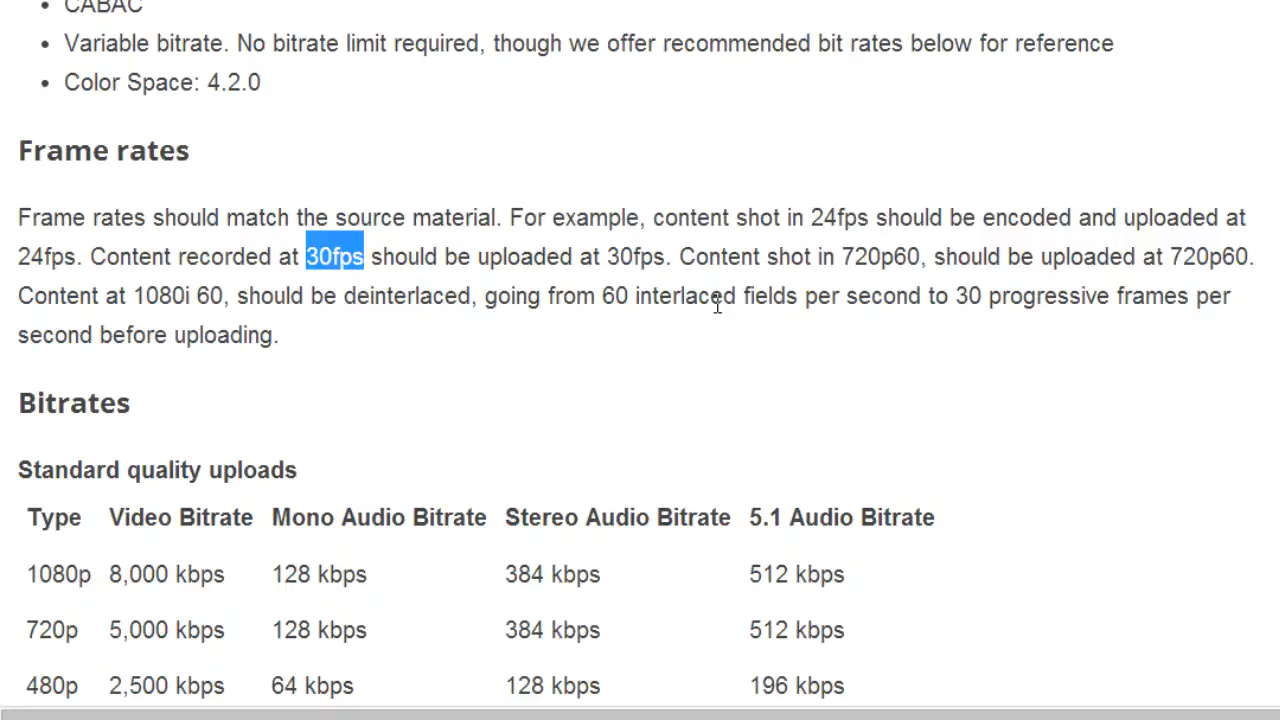 CABAC
Variable bitrate. No bitrate limit required, though we offer recommended bit rates below for reference
Color Space: 4.2.0
Frame rates
Frame rates should match the source material. For example, content shot in 24fps should be encoded and uploaded at
24fps. Content recorded at 30fps should be uploaded at 30fps. Content shot in 720p60, should be uploaded at 720p60.
Content at 1080i 60, should be deinterlaced, going from 60 interlaced fields per second to 30 progressive frames per
second before uploading.
Bitrates
Standard quality uploads
Type Video Bitrate Mono Audio Bitrate Stereo Audio Bitrate 5.1 Audio Bitrate
1080p 8,000 kbps 128 kbps 384 kbps 512 kbps
720p 5,000 kbps 128 kbps 384 kbps 512 kbps
480p 2,500 kbps 64 kbps 128 kbps 196 kbps